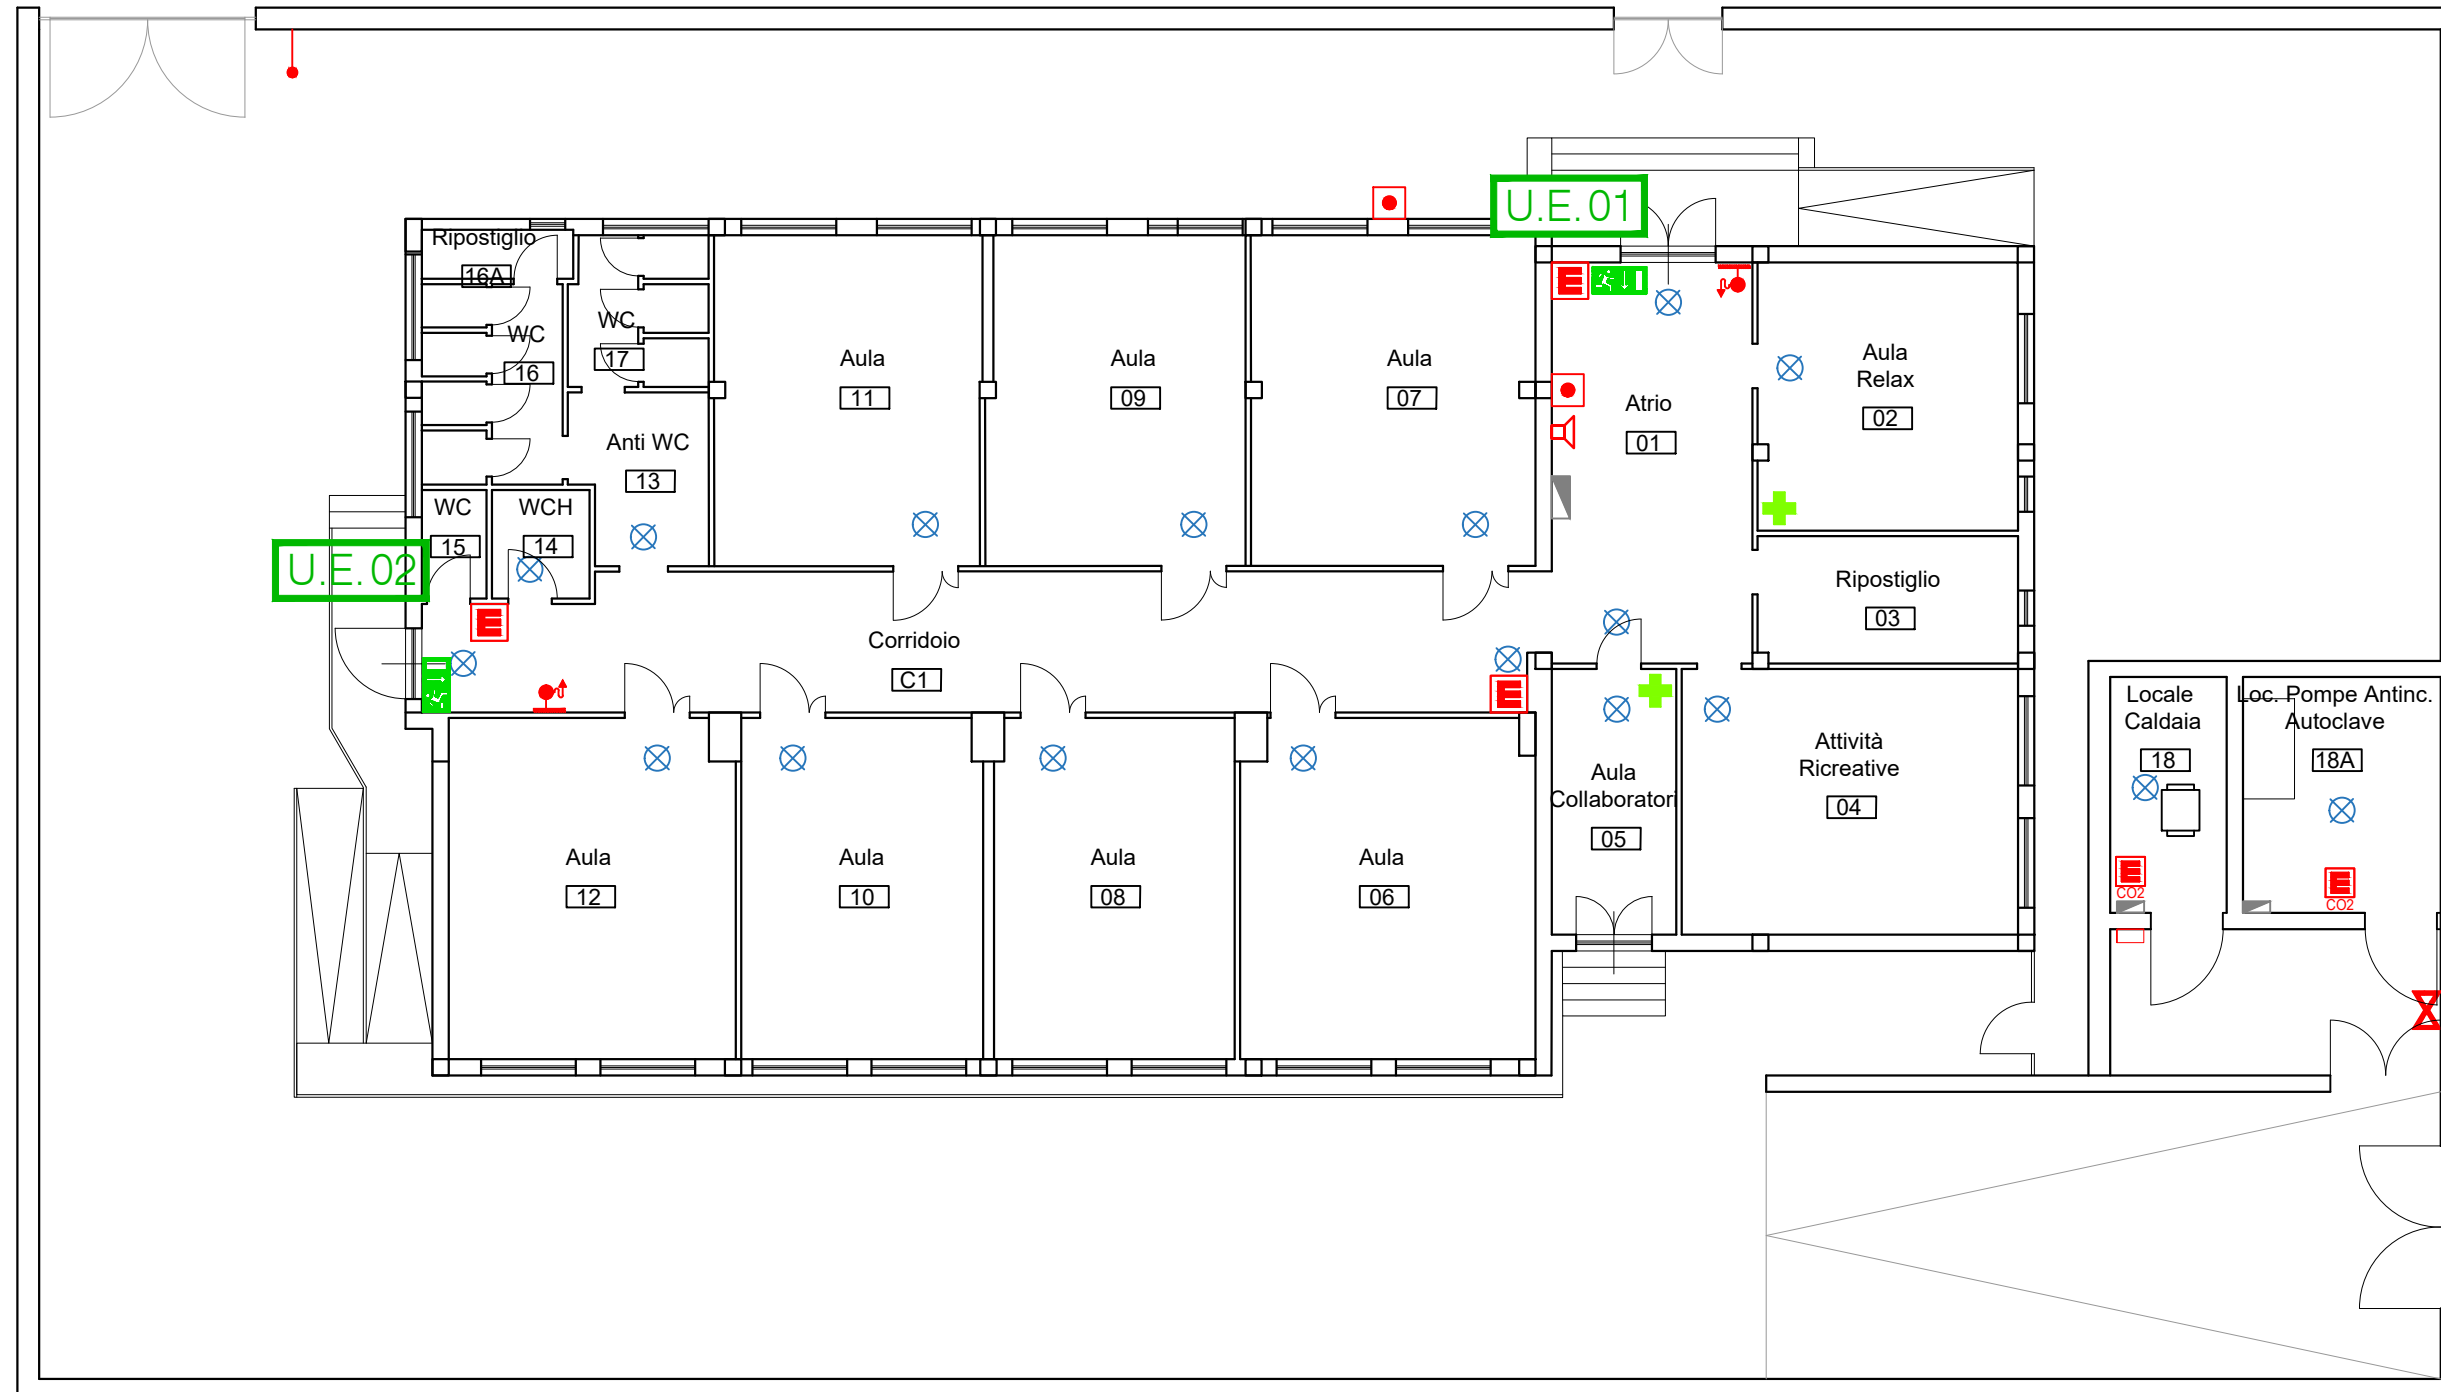 U.E.01
Ripostiglio
16A
WC
16
WC
17
Aula
11
Aula
09
Aula
07
Atrio
01
Aula
Relax
02
Anti WC
13
WC
15
WCH
14
U.E.02
Ripostiglio
03
Corridoio
C1
Locale
Caldaia
18
Loc. Pompe Antinc.
Autoclave
18A
Attività
Ricreative
04
Aula
Collaboratori
05
Aula
12
Aula
10
Aula
08
Aula
06
E
E
E
E
CO2
E
CO2